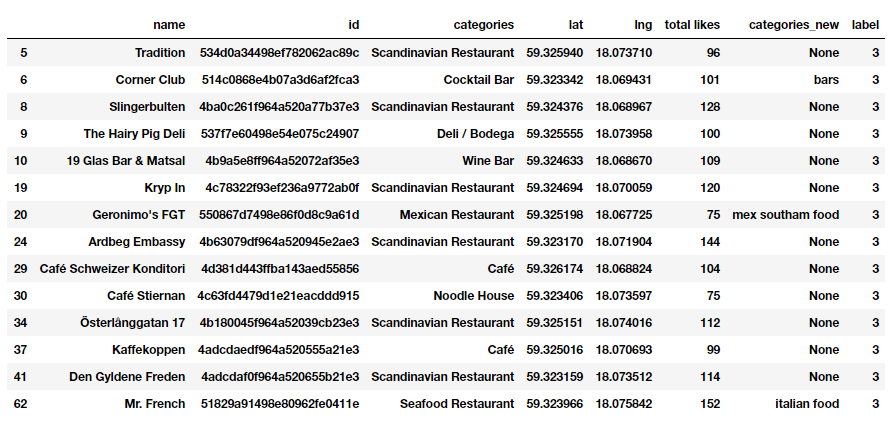 name id categories lat lng total likes categories_new label
5 Tradition 534d0a34498ef782062ac89c Scandinavian Restaurant 59.325940 18.073710 96 None 3
6 Corner Club 514c0868e4b07a3d6af2fca3 Cocktail Bar 59.323342 18.069431 101 bars 3
8 Slingerbulten 4ba0c261f964a520a77b37e3 Scandinavian Restaurant 59.324376 18.068967 128 None 3
9 The Hairy Pig Deli 537f7e60498e54e075c24907 Deli / Bodega 59.325555 18.073958 100 None 3
10 19 Glas Bar & Matsal 4b9a5e8ff964a52072af35e3 Wine Bar 59.324633 18.068670 109 None 3
19 Kryp In 4c78322f93ef236a9772ab0f Scandinavian Restaurant 59.324694 18.070059 120 None 3
20 Geronimo's FGT 550867d7498e86f0d8c9a61d Mexican Restaurant 59.325198 18.067725 75 mex southam food 3
24 Ardbeg Embassy 4b63079df964a520945e2ae3 Scandinavian Restaurant 59.323170 18.071904 144 None 3
29 Café Schweizer Konditori 4d381d443ffba143aed55856 Café 59.326174 18.068824 104 None 3
30 Café Stiernan 4c63fd4479d1e21eacddd915 Noodle House 59.323406 18.073597 75 None 3
34 Österlånggatan 17 4b180045f964a52039cb23e3 Scandinavian Restaurant 59.325151 18.074016 112 None 3
37 Kaffekoppen 4adcdaedf964a520555a21e3 Café 59.325016 18.070693 99 None 3
41 Den Gyldene Freden 4adcdaf0f964a520655b21e3 Scandinavian Restaurant 59.323159 18.073512 114 None 3
62 Mr. French 51829a91498e80962fe0411e Seafood Restaurant 59.323966 18.075842 152 italian food 3